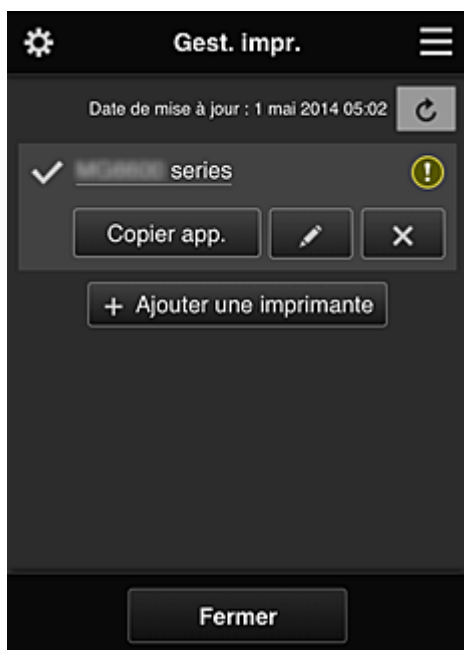 Gest. impr.
Date de mise à jour : 1 mai 2014 05:02
series
Copier app.
+ Ajouter une imprimante
Fermer